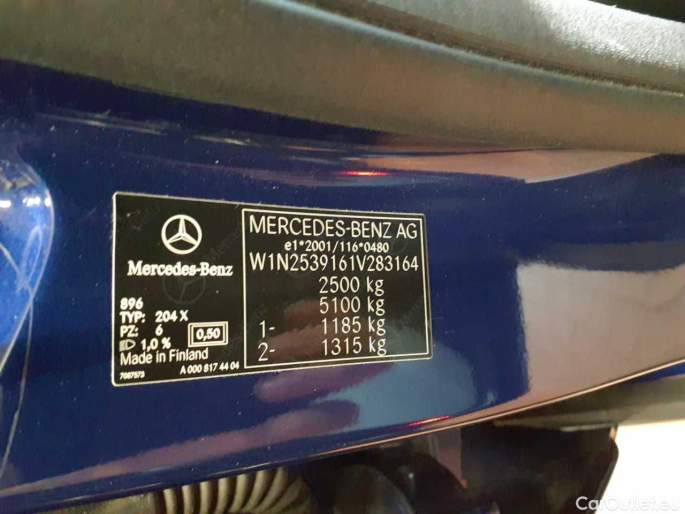 Mercedes-Benz
896
TYP: 204 X
PZ: 6
0,50
1,0 %
Made in Finland
7087573
A 000 817 44 04
MERCEDES-BENZ AG
e1*2001/116*0480
W1N2539161V283164
2500 kg
5100 kg
1- 1185 kg
2- 1315 kg
CarOutlet.eu